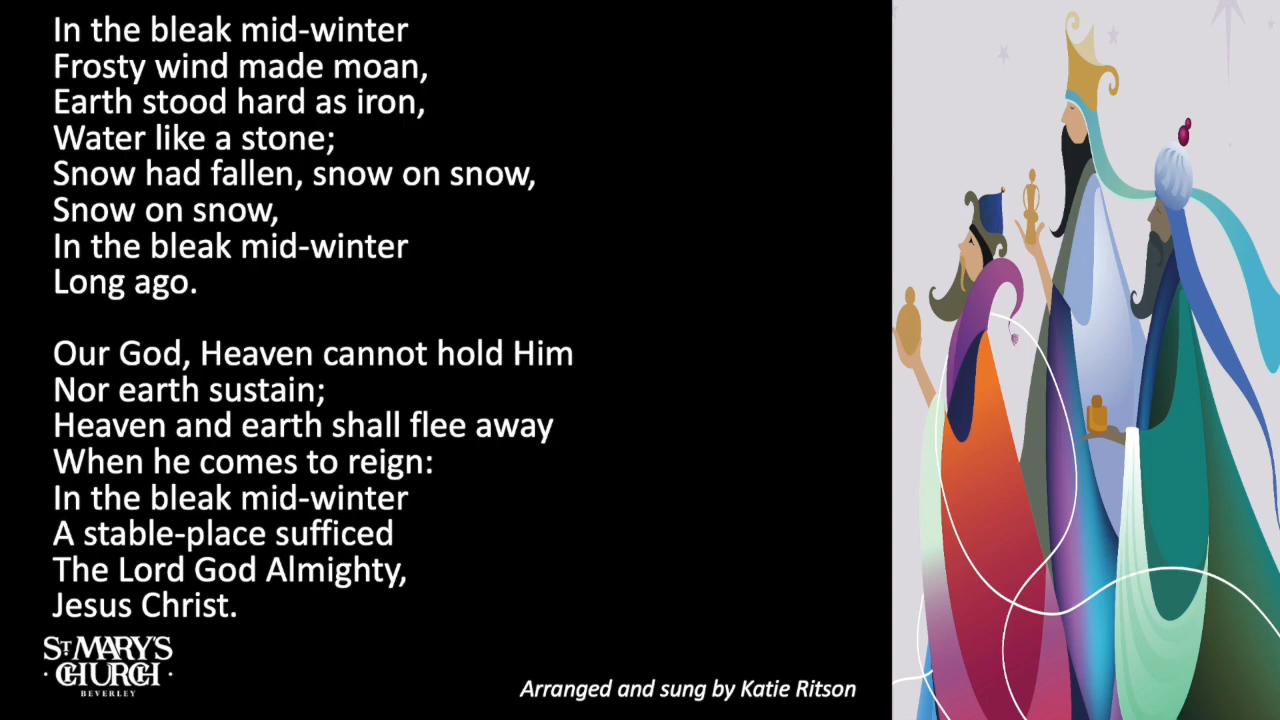 In the bleak mid-winter
Frosty wind made moan,
Earth stood hard as iron,
Water like a stone;
Snow had fallen, snow on snow,
Snow on snow,
In the bleak mid-winter
Long ago.
Our God, Heaven cannot hold Him
Nor earth sustain;
Heaven and earth shall flee away
When he comes to reign:
In the bleak mid-winter
A stable-place sufficed
The Lord God Almighty,
Jesus Christ.
ST MARY'S
CHURCH
BEVERLEY
Arranged and sung by Katie Ritson